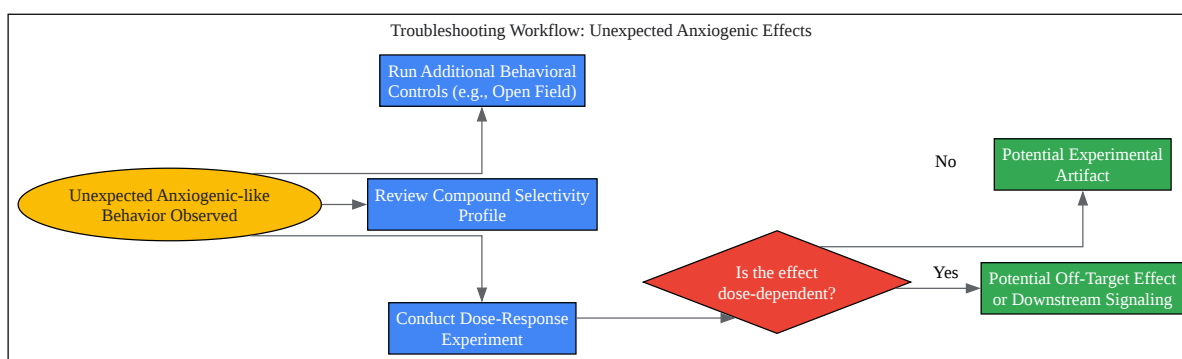 Troubleshooting Workflow: Unexpected Anxiogenic Effects
Run Additional Behavioral
Controls (e.g., Open Field)
Unexpected Anxiogenic-like
Behavior Observed
Review Compound Selectivity
Profile
Conduct Dose-Response
Experiment
Is the effect
dose-dependent?
No
Potential Experimental
Artifact
Yes
Potential Off-Target Effect
or Downstream Signaling